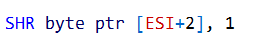 SHR byte ptr [ESI+2], 1